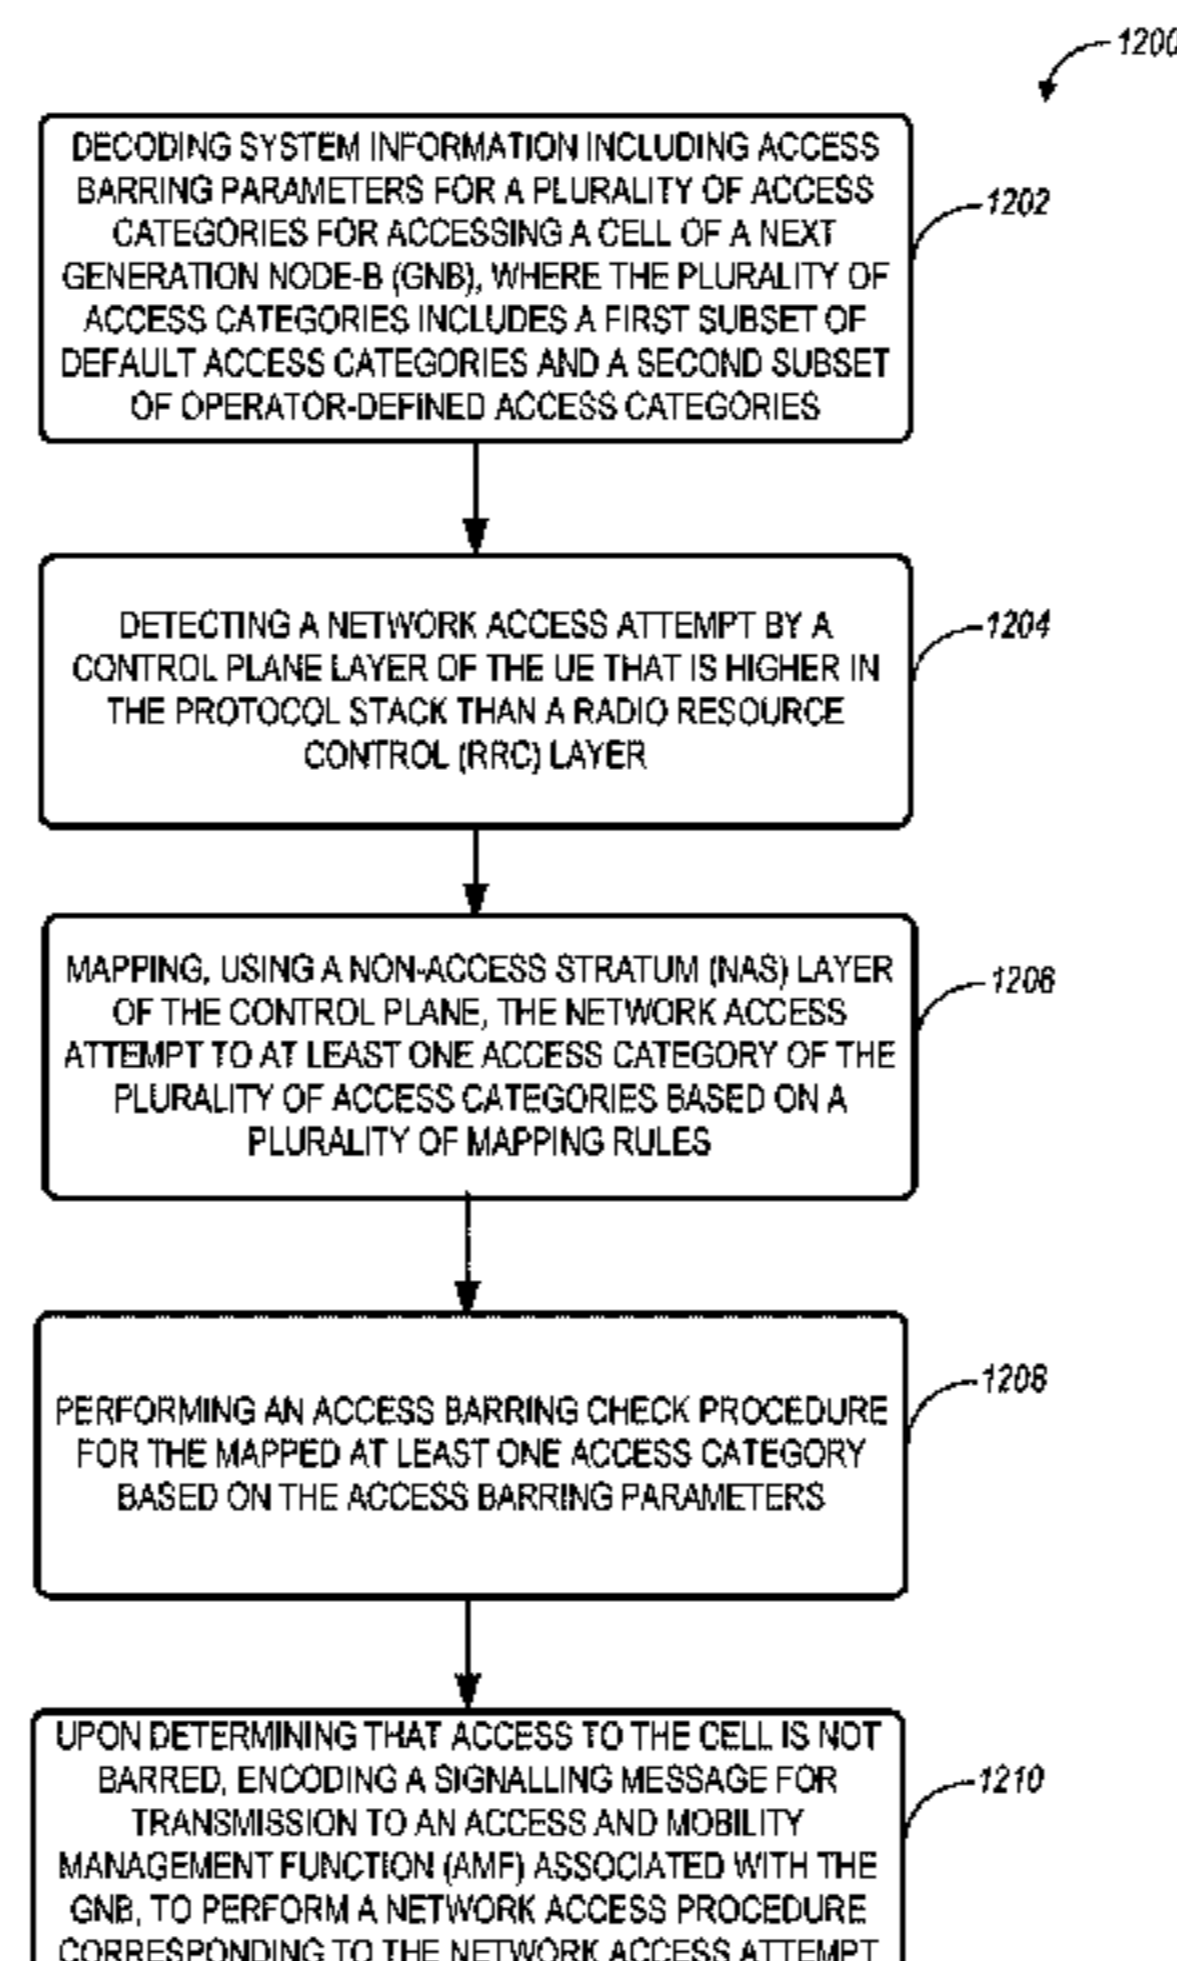 1200
DECODING SYSTEM INFORMATION INCLUDING ACCESS
BARRING PARAMETERS FOR A PLURALITY OF ACCESS
CATEGORIES FOR ACCESSING A CELL OF A NEXT
GENERATION NODE-B (GNB), WHERE THE PLURALITY OF
ACCESS CATEGORIES INCLUDES A FIRST SUBSET OF
DEFAULT ACCESS CATEGORIES AND A SECOND SUBSET
OF OPERATOR-DEFINED ACCESS CATEGORIES
1202
DETECTING A NETWORK ACCESS ATTEMPT BY A
CONTROL PLANE LAYER OF THE UE THAT IS HIGHER IN
THE PROTOCOL STACK THAN A RADIO RESOURCE
CONTROL (RRC) LAYER
1204
MAPPING, USING A NON-ACCESS STRATUM (NAS) LAYER
OF THE CONTROL PLANE, THE NETWORK ACCESS
ATTEMPT TO AT LEAST ONE ACCESS CATEGORY OF THE
PLURALITY OF ACCESS CATEGORIES BASED ON A
PLURALITY OF MAPPING RULES
1206
PERFORMING AN ACCESS BARRING CHECK PROCEDURE
FOR THE MAPPED AT LEAST ONE ACCESS CATEGORY
BASED ON THE ACCESS BARRING PARAMETERS
1208
UPON DETERMINING THAT ACCESS TO THE CELL IS NOT
BARRED, ENCODING A SIGNALLING MESSAGE FOR
TRANSMISSION TO AN ACCESS AND MOBILITY
MANAGEMENT FUNCTION (AMF) ASSOCIATED WITH THE
GNB, TO PERFORM A NETWORK ACCESS PROCEDURE
CORRESPONDING TO THE NETWORK ACCESS ATTEMPT
1210